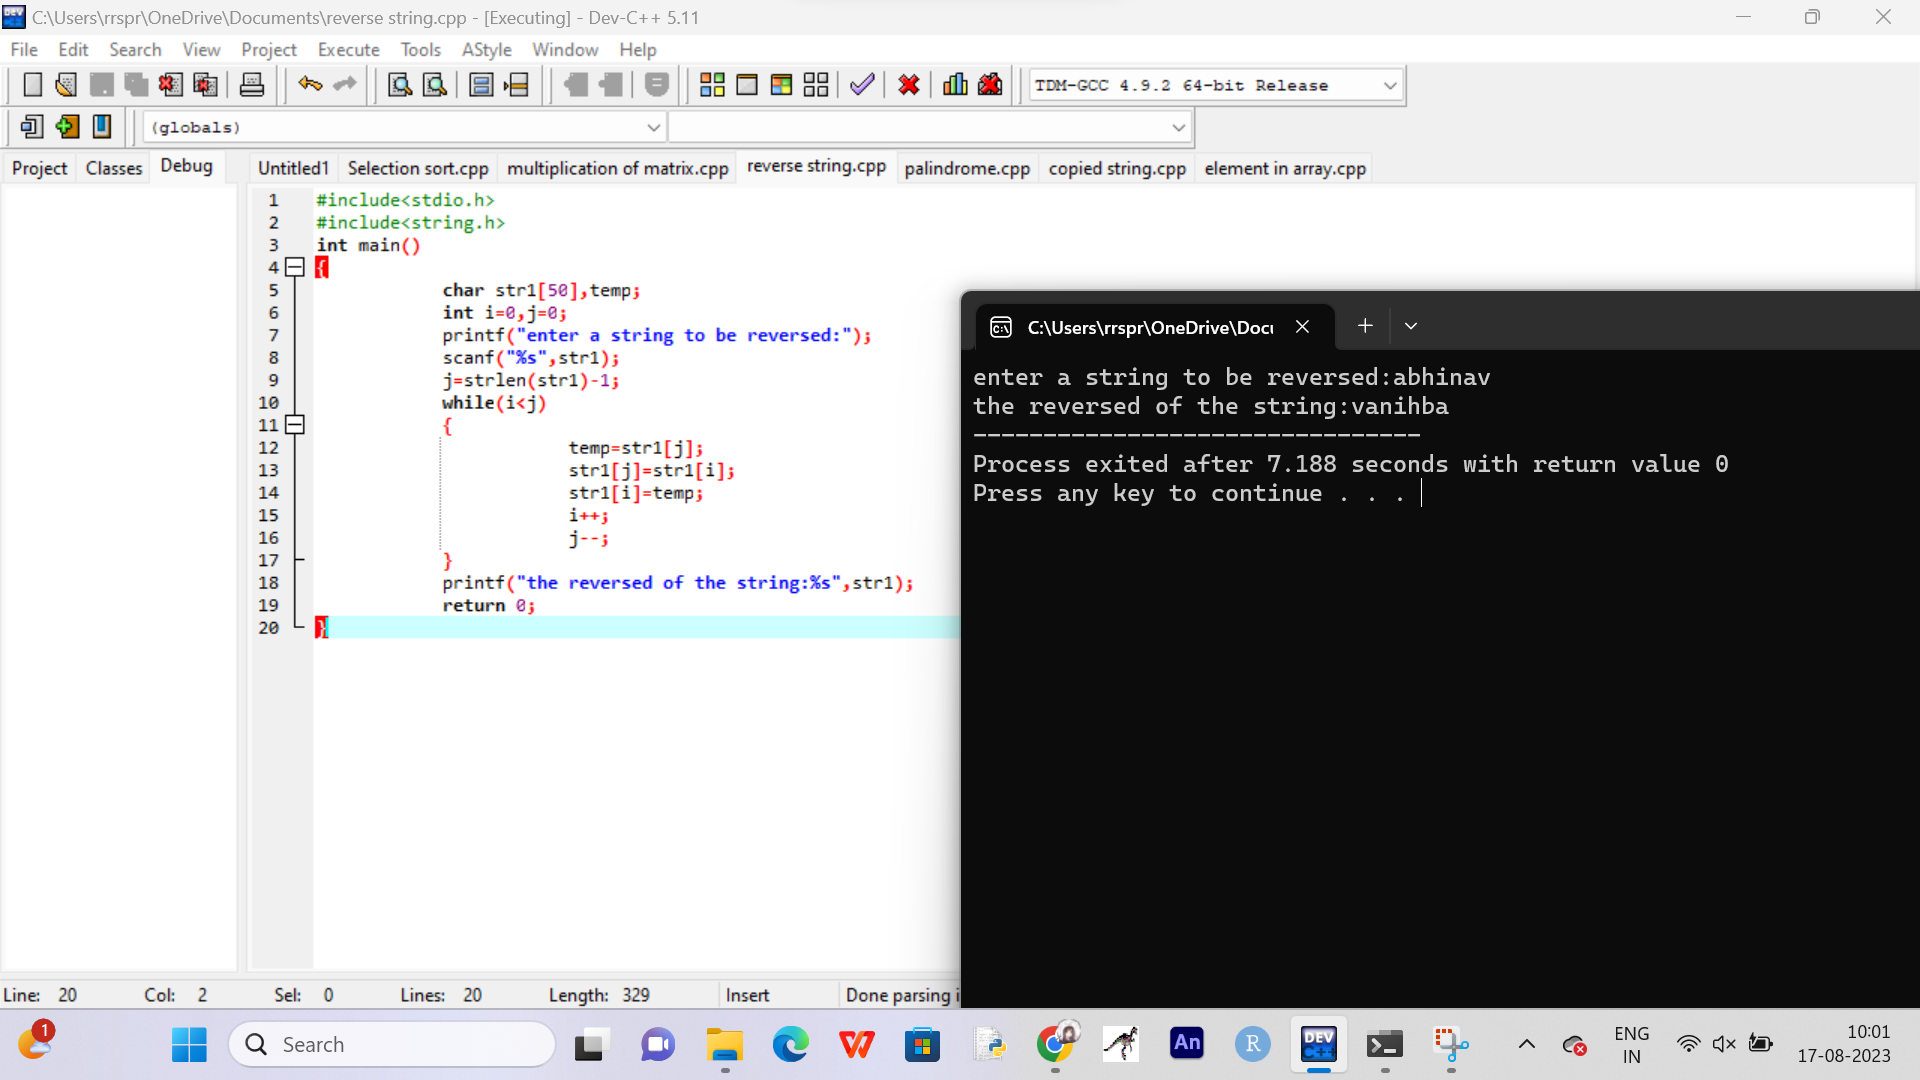 C:\Users\rrspr\OneDrive\Documents\reverse string.cpp - [Executing] - Dev-C++ 5.11
File Edit Search View Project Execute Tools AStyle Window Help
TDM-GCC 4.9.2 64-bit Release
(globals)
Project Classes Debug Untitled1 Selection sort.cpp multiplication of matrix.cpp reverse string.cpp palindrome.cpp copied string.cpp element in array.cpp
1 #include<stdio.h>
2 #include<string.h>
3 int main()
4 {
5 char str1[50],temp;
6 int i=0,j=0;
7 printf("enter a string to be reversed:");
8 scanf("%s",str1);
9 j=strlen(str1)-1;
10 while(i<j)
11 {
12 temp=str1[j];
13 str1[j]=str1[i];
14 str1[i]=temp;
15 i++;
16 j--;
17 }
18 printf("the reversed of the string:%s",str1);
19 return 0;
20 }
C:\Users\rrspr\OneDrive\Docu
enter a string to be reversed:abhinav
the reversed of the string:vanihba
--------------------------------
Process exited after 7.188 seconds with return value 0
Press any key to continue . . .
Line: 20 Col: 2 Sel: 0 Lines: 20 Length: 329 Insert Done parsing i
1
Search
An
R
DEV C++
ENG
IN
10:01
17-08-2023